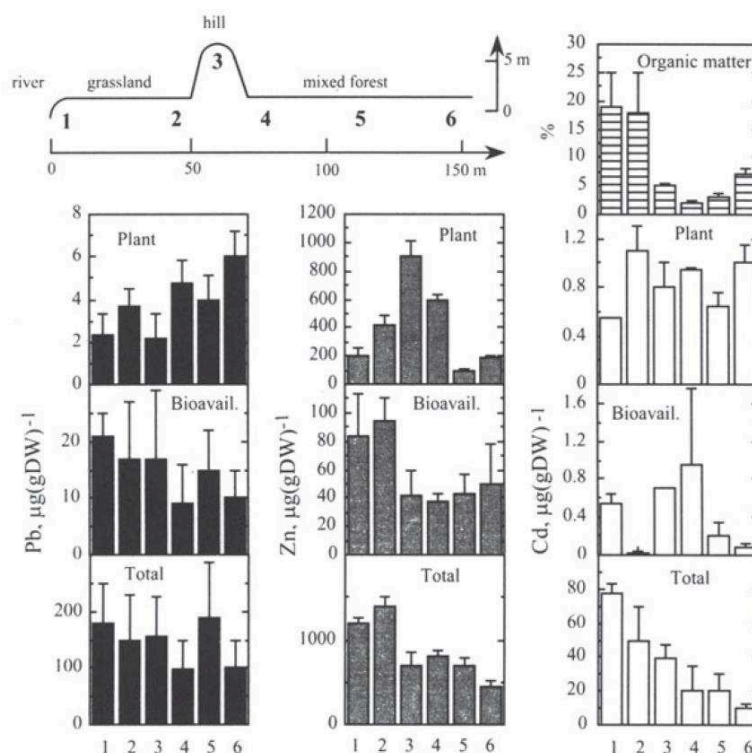 hill
3
5 m
0
river grassland mixed forest
1 2 4 5 6
0 50 100 150 m
Organic matter
%
30
25
20
15
10
5
0
Pb, µg(gDW)-1
Plant
8
6
4
2
0
Bioavail.
20
10
0
Total
200
100
0
1 2 3 4 5 6
Zn, µg(gDW)-1
Plant
1200
1000
800
600
400
200
0
Bioavail.
100
80
60
40
20
0
Total
1000
0
1 2 3 4 5 6
Cd, µg(gDW)-1
Plant
1.2
0.8
0.4
0
Bioavail.
1.6
1.2
0.8
0.4
0
Total
80
60
40
20
0
1 2 3 4 5 6